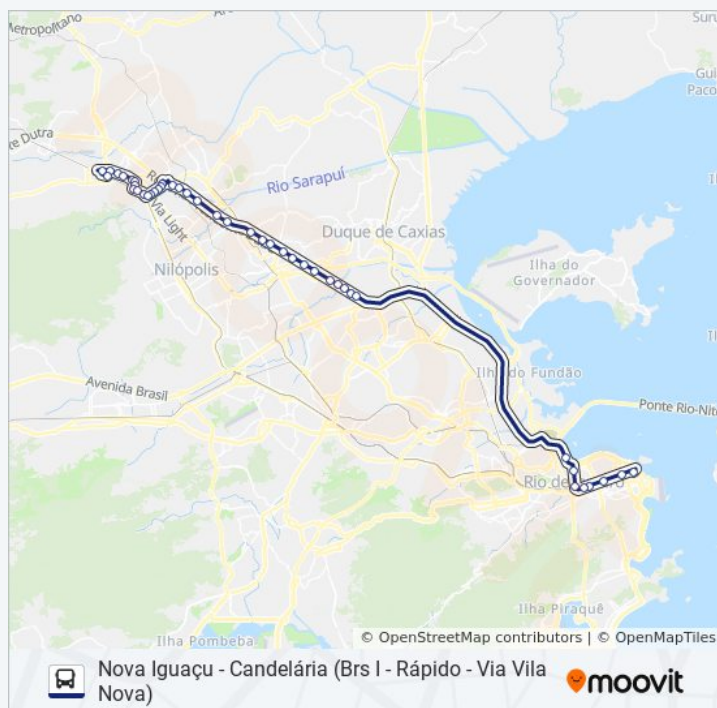 Metropolitano
te Dutra
Rio Sarapuí
Via Light
Duque de Caxias
Nilópolis
Ilha do
Governador
Avenida Brasil
Ilha do Fundão
Ponte Rio-Nit
Rio de
Ilha Piraquê
Ilha Pombeba
© OpenStreetMap contributors | © OpenMapTiles
Nova Iguaçu - Candelária (Brs I - Rápido - Via Vila
Nova)
moovit